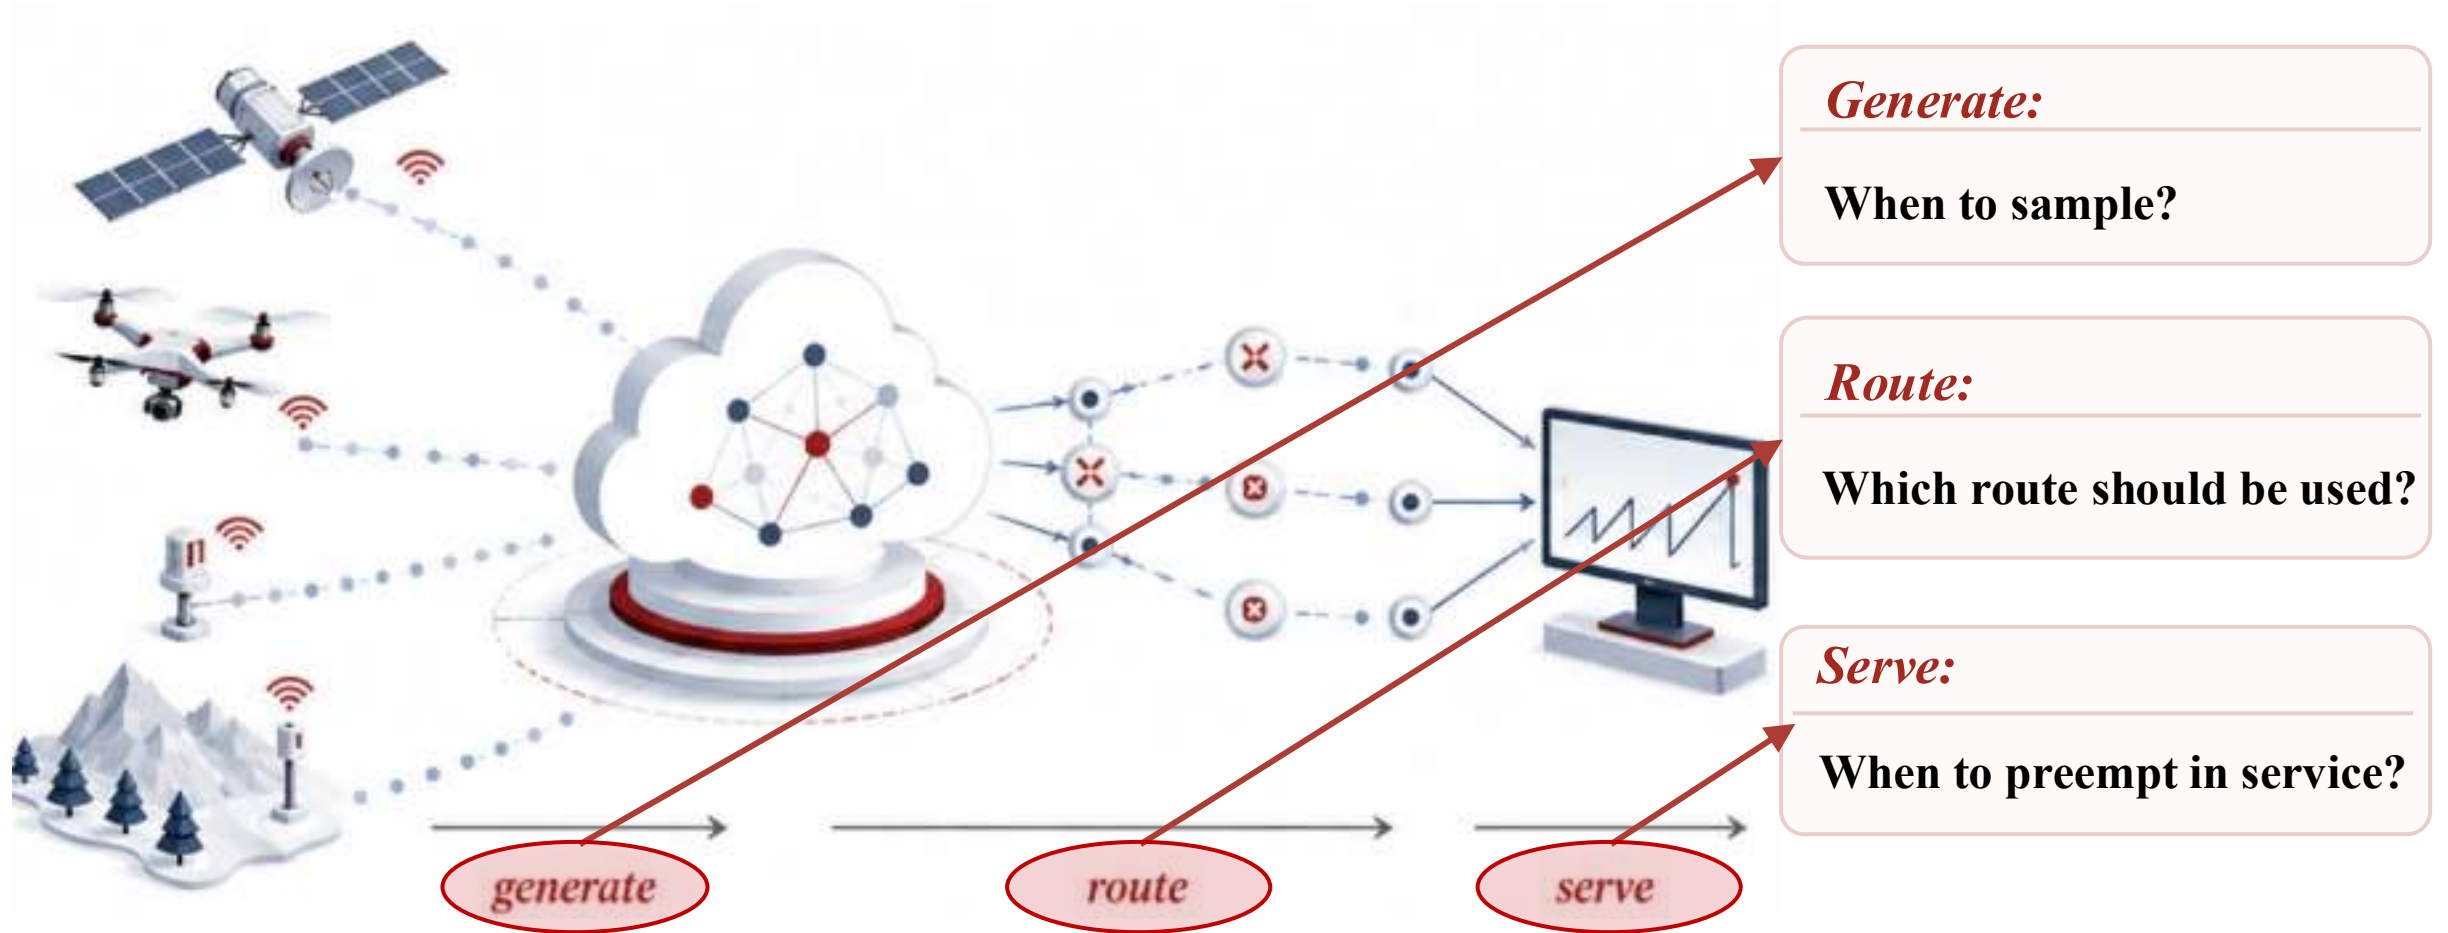 Generate:
When to sample?
Route:
Which route should be used?
Serve:
When to preempt in service?
generate
route
serve